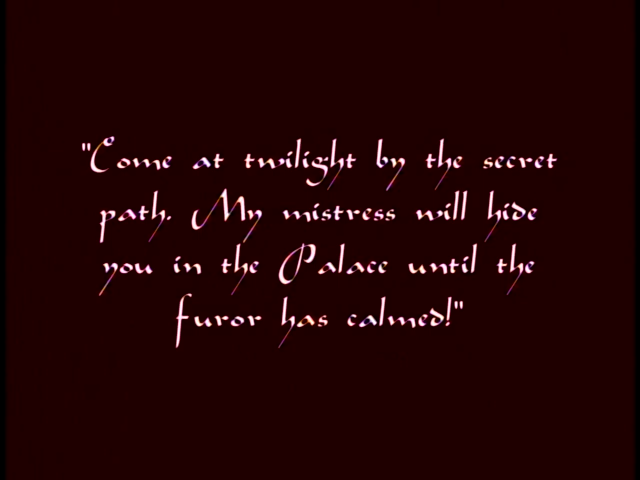 "Come at twilight by the secret
path. My mistress will hide
you in the Palace until the
furor has calmed!"